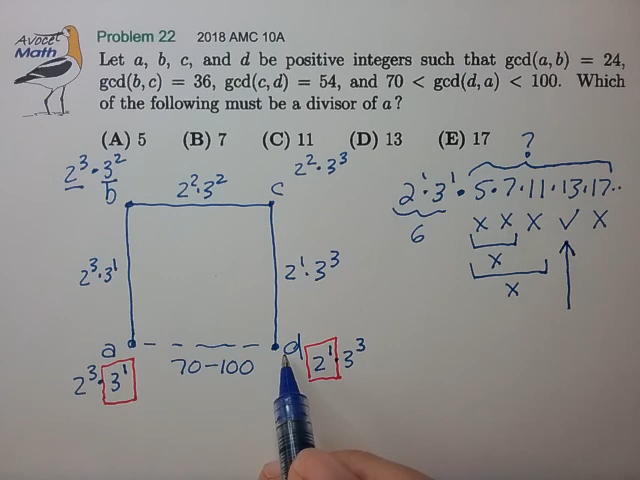 Avocet
Math
Problem 22 2018 AMC 10A
Let a, b, c, and d be positive integers such that gcd(a, b) = 24,
gcd(b, c) = 36, gcd(c, d) = 54, and 70 < gcd(d, a) < 100. Which
of the following must be a divisor of a?
(A) 5 (B) 7 (C) 11 (D) 13 (E) 17
2³·3² 2²·3³ ?
b 2²·3² c 2¹·3¹·5·7·11·13·17··
6 x x x ✓ x
2³·3¹ 2¹·3³ x
x
a 70-100 d
2³·3¹ 2¹·3³